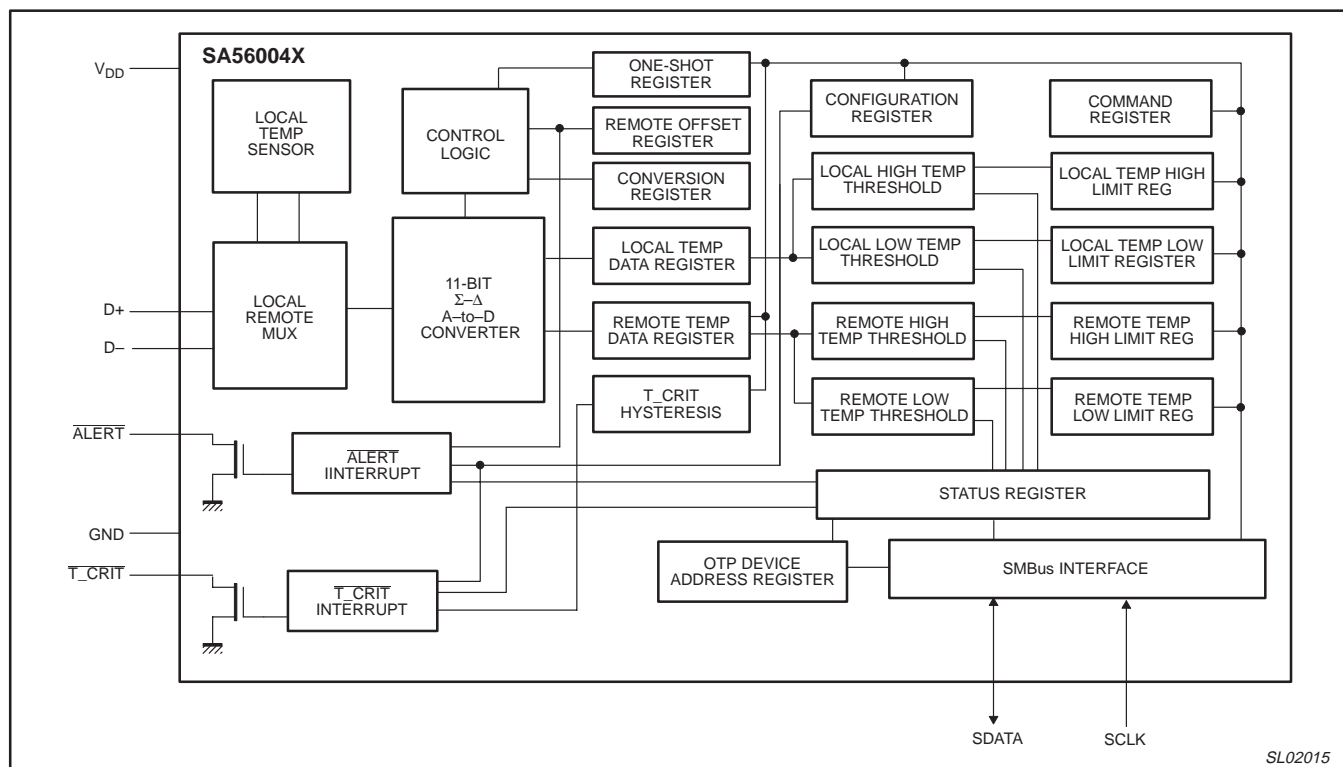 SA56004X
VDD
LOCAL
TEMP
SENSOR
CONTROL
LOGIC
ONE-SHOT
REGISTER
REMOTE OFFSET
REGISTER
CONVERSION
REGISTER
CONFIGURATION
REGISTER
COMMAND
REGISTER
LOCAL HIGH TEMP
THRESHOLD
LOCAL TEMP HIGH
LIMIT REG
D+
D–
LOCAL
REMOTE
MUX
11-BIT
Σ–Δ
A–to–D
CONVERTER
LOCAL TEMP
DATA REGISTER
LOCAL LOW TEMP
THRESHOLD
LOCAL TEMP LOW
LIMIT REGISTER
REMOTE TEMP
DATA REGISTER
REMOTE HIGH
TEMP THRESHOLD
REMOTE TEMP
HIGH LIMIT REG
T_CRIT
HYSTERESIS
REMOTE LOW
TEMP THRESHOLD
REMOTE TEMP
LOW LIMIT REG
ALERT
ALERT
IINTERRUPT
STATUS REGISTER
GND
T_CRIT
T_CRIT
INTERRUPT
OTP DEVICE
ADDRESS REGISTER
SMBus INTERFACE
SDATA
SCLK
SL02015